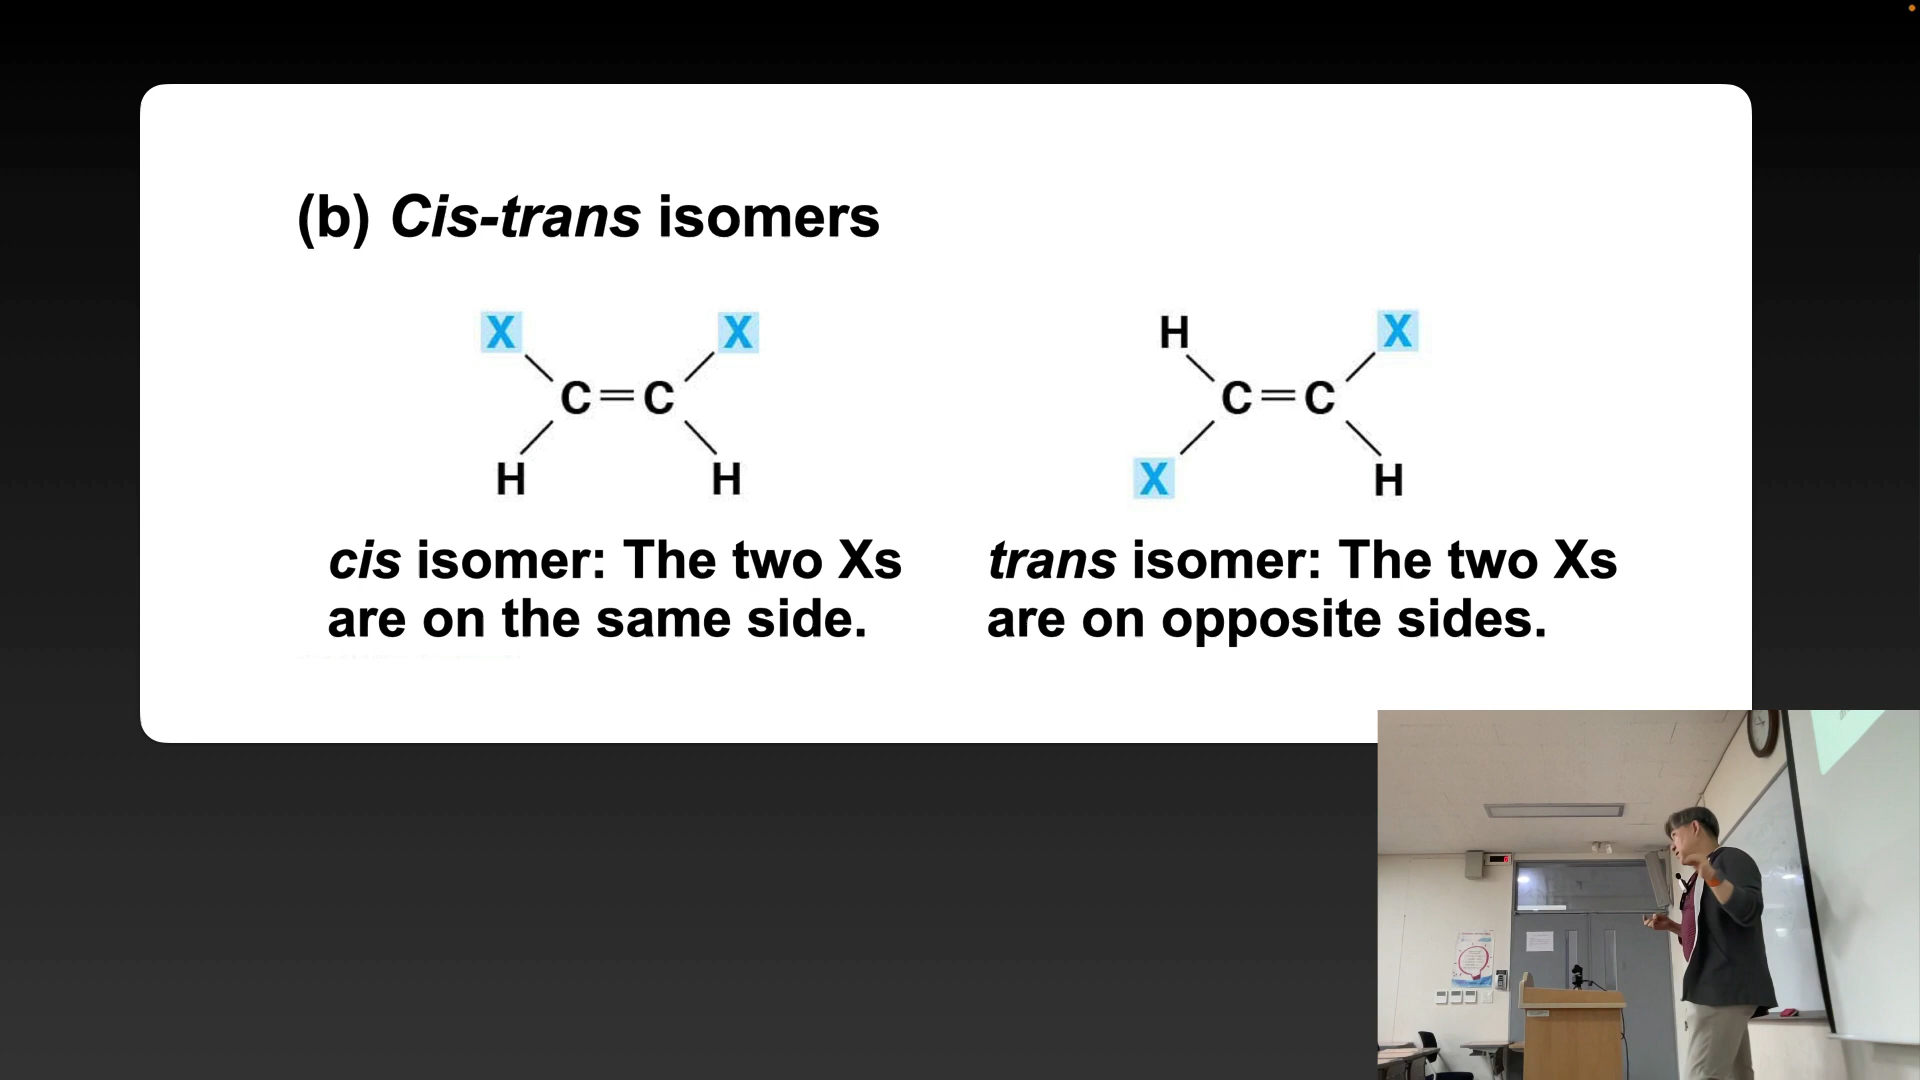 (b) Cis-trans isomers
X X
C=C
H H
H X
C=C
X H
cis isomer: The two Xs
are on the same side.
trans isomer: The two Xs
are on opposite sides.